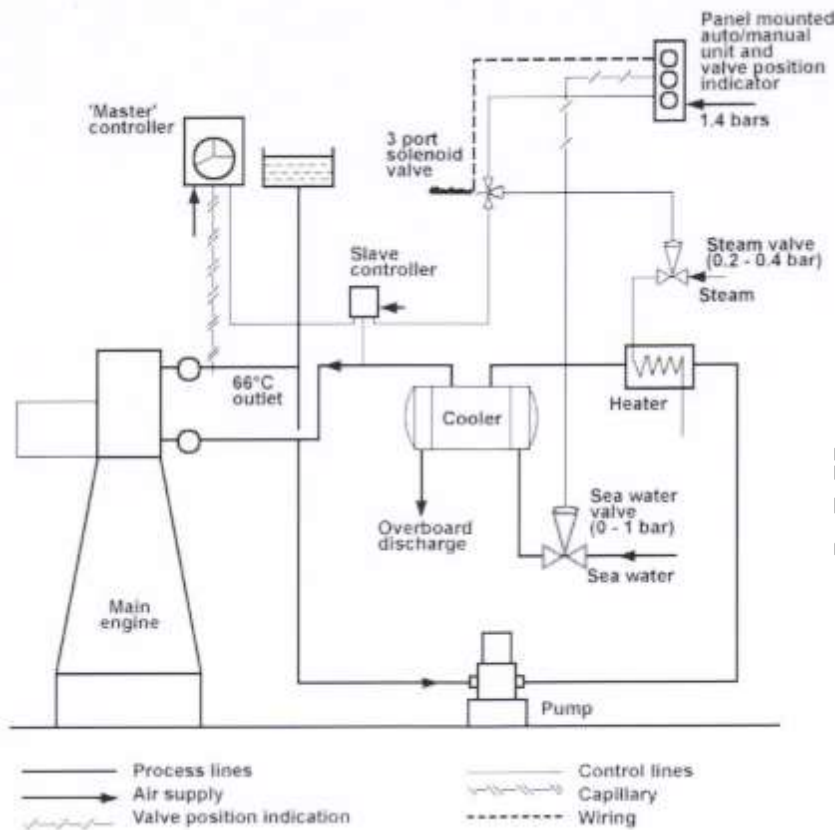 Panel mounted
auto/manual
unit and
valve position
indicator
1.4 bars
'Master'
controller
3 port
solenoid
valve
Slave
controller
Steam valve
(0.2 - 0.4 bar)
Steam
66°C
outlet
Heater
Cooler
Sea water
valve
(0 - 1 bar)
Overboard
discharge
Sea water
Main
engine
Pump
Process lines
Air supply
Valve position indication
Control lines
Capillary
Wiring